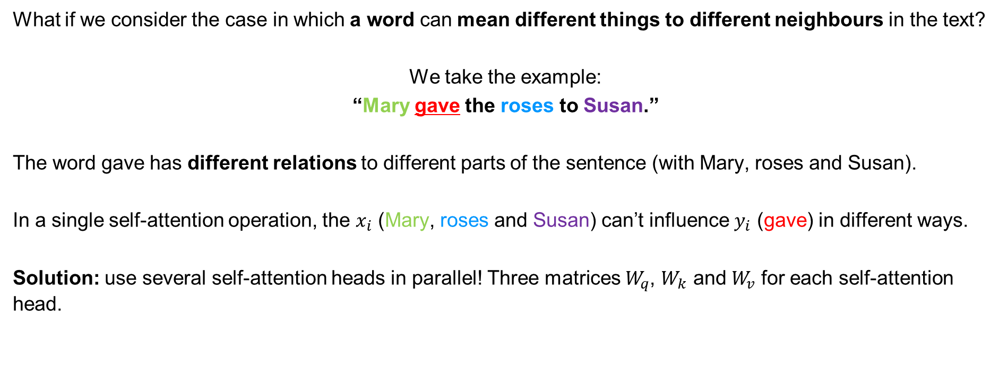 What if we consider the case in which a word can mean different things to different neighbours in the text?
We take the example:
“Mary gave the roses to Susan.”
The word gave has different relations to different parts of the sentence (with Mary, roses and Susan).
In a single self-attention operation, the xᵢ (Mary, roses and Susan) can’t influence yᵢ (gave) in different ways.
Solution: use several self-attention heads in parallel! Three matrices W_q, W_k and W_v for each self-attention
head.